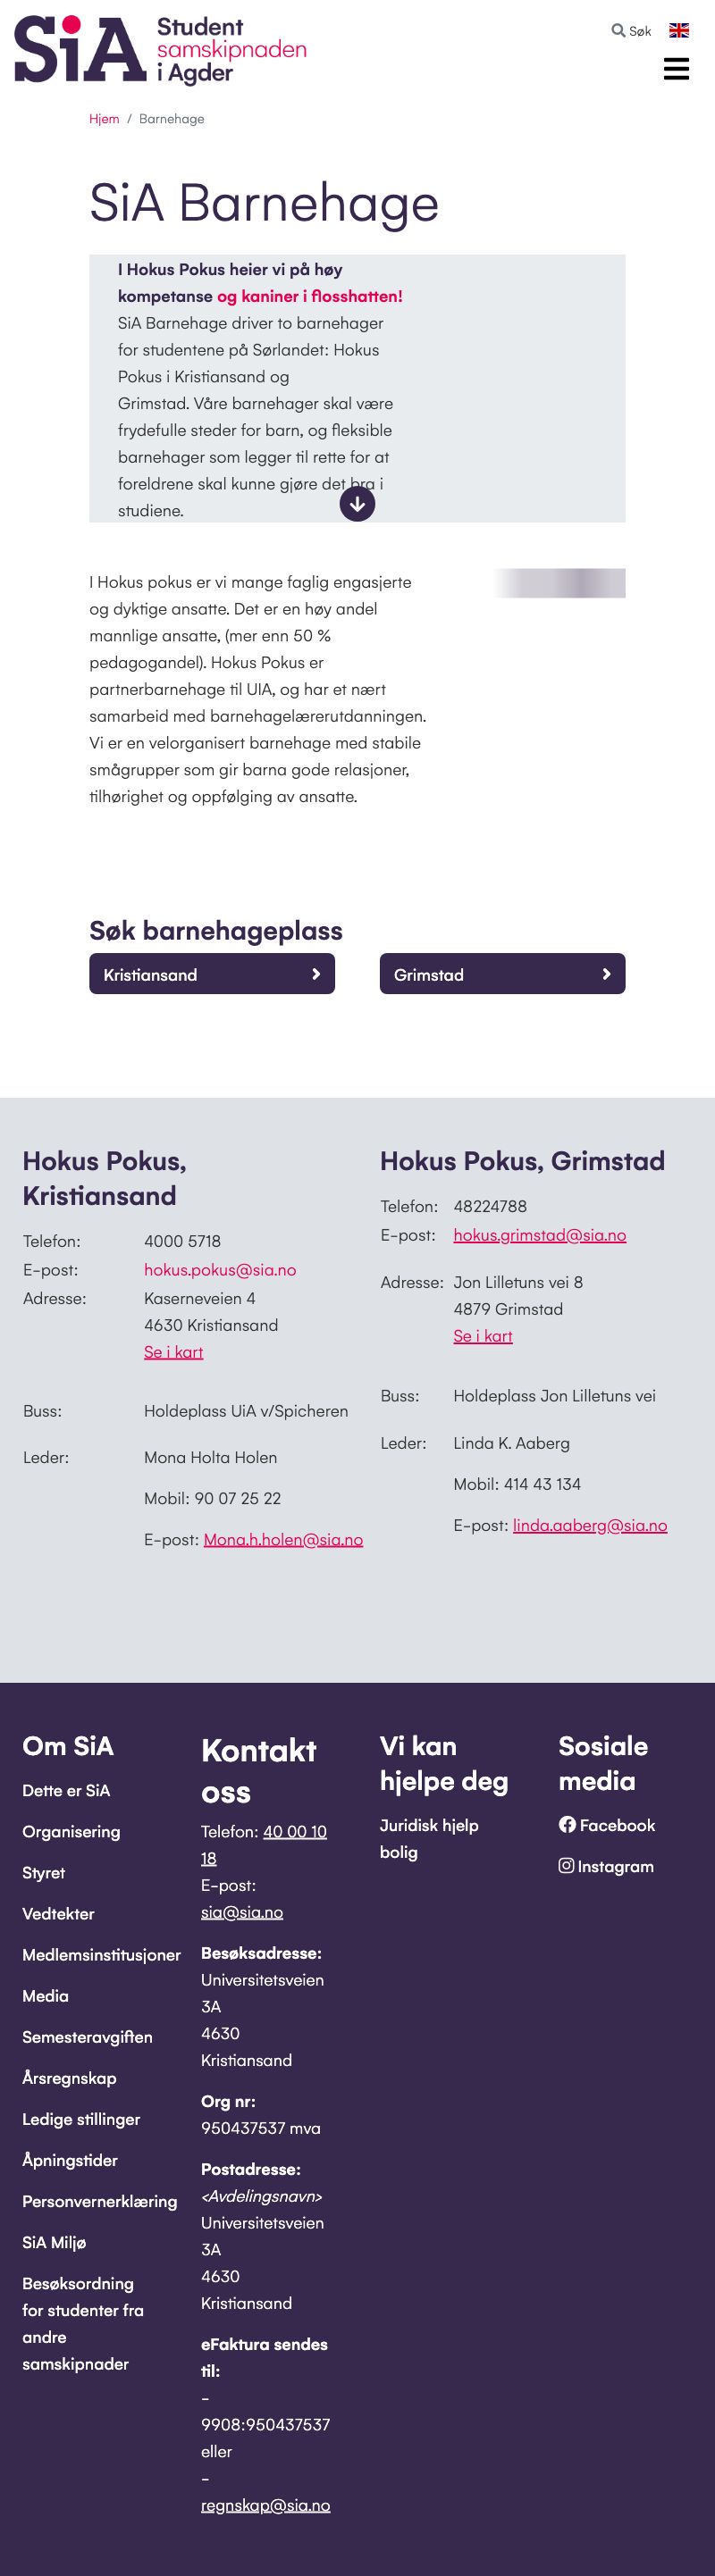 SiA Student
samskipnaden
i Agder
Søk
Hjem / Barnehage
SiA Barnehage
I Hokus Pokus heier vi på høy
kompetanse og kaniner i flosshatten!
SiA Barnehage driver to barnehager
for studentene på Sørlandet: Hokus
Pokus i Kristiansand og
Grimstad. Våre barnehager skal være
frydefulle steder for barn, og fleksible
barnehager som legger til rette for at
foreldrene skal kunne gjøre det bra i
studiene.
I Hokus pokus er vi mange faglig engasjerte
og dyktige ansatte. Det er en høy andel
mannlige ansatte, (mer enn 50 %
pedagogandel). Hokus Pokus er
partnerbarnehage til UIA, og har et nært
samarbeid med barnehagelærerutdanningen.
Vi er en velorganisert barnehage med stabile
smågrupper som gir barna gode relasjoner,
tilhørighet og oppfølging av ansatte.
Søk barnehageplass
Kristiansand
Grimstad
Hokus Pokus,
Kristiansand
Telefon: 4000 5718
E-post: hokus.pokus@sia.no
Adresse: Kaserneveien 4
4630 Kristiansand
Se i kart
Buss: Holdeplass UiA v/Spicheren
Leder: Mona Holta Holen
Mobil: 90 07 25 22
E-post: Mona.h.holen@sia.no
Hokus Pokus, Grimstad
Telefon: 48224788
E-post: hokus.grimstad@sia.no
Adresse: Jon Lilletuns vei 8
4879 Grimstad
Se i kart
Buss: Holdeplass Jon Lilletuns vei
Leder: Linda K. Aaberg
Mobil: 414 43 134
E-post: linda.aaberg@sia.no
Om SiA
Dette er SiA
Organisering
Styret
Vedtekter
Medlemsinstitusjoner
Media
Semesteravgiften
Årsregnskap
Ledige stillinger
Åpningstider
Personvernerklæring
SiA Miljø
Besøksordning
for studenter fra
andre
samskipnader
Kontakt
oss
Telefon: 40 00 10
18
E-post:
sia@sia.no
Besøksadresse:
Universitetsveien
3A
4630
Kristiansand
Org nr:
950437537 mva
Postadresse:
<Avdelingsnavn>
Universitetsveien
3A
4630
Kristiansand
eFaktura sendes
til:
-
9908:950437537
eller
-
regnskap@sia.no
Vi kan
hjelpe deg
Juridisk hjelp
bolig
Sosiale
media
Facebook
Instagram